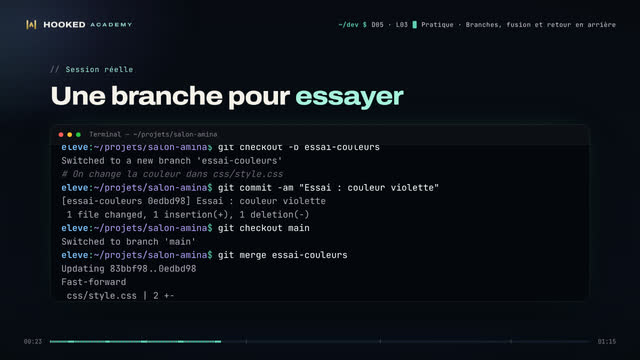 HOOKED ACADEMY
~/dev $ D05 · L03 Pratique · Branches, fusion et retour en arrière
// Session réelle
Une branche pour essayer
Terminal — ~/projets/salon-amina
eleve:~/projets/salon-amina$ git checkout -b essai-couleurs
Switched to a new branch 'essai-couleurs'
# On change la couleur dans css/style.css
eleve:~/projets/salon-amina$ git commit -am "Essai : couleur violette"
[essai-couleurs 0edbd98] Essai : couleur violette
1 file changed, 1 insertion(+), 1 deletion(-)
eleve:~/projets/salon-amina$ git checkout main
Switched to branch 'main'
eleve:~/projets/salon-amina$ git merge essai-couleurs
Updating 83bbf98..0edbd98
Fast-forward
css/style.css | 2 +-
00:23
01:15